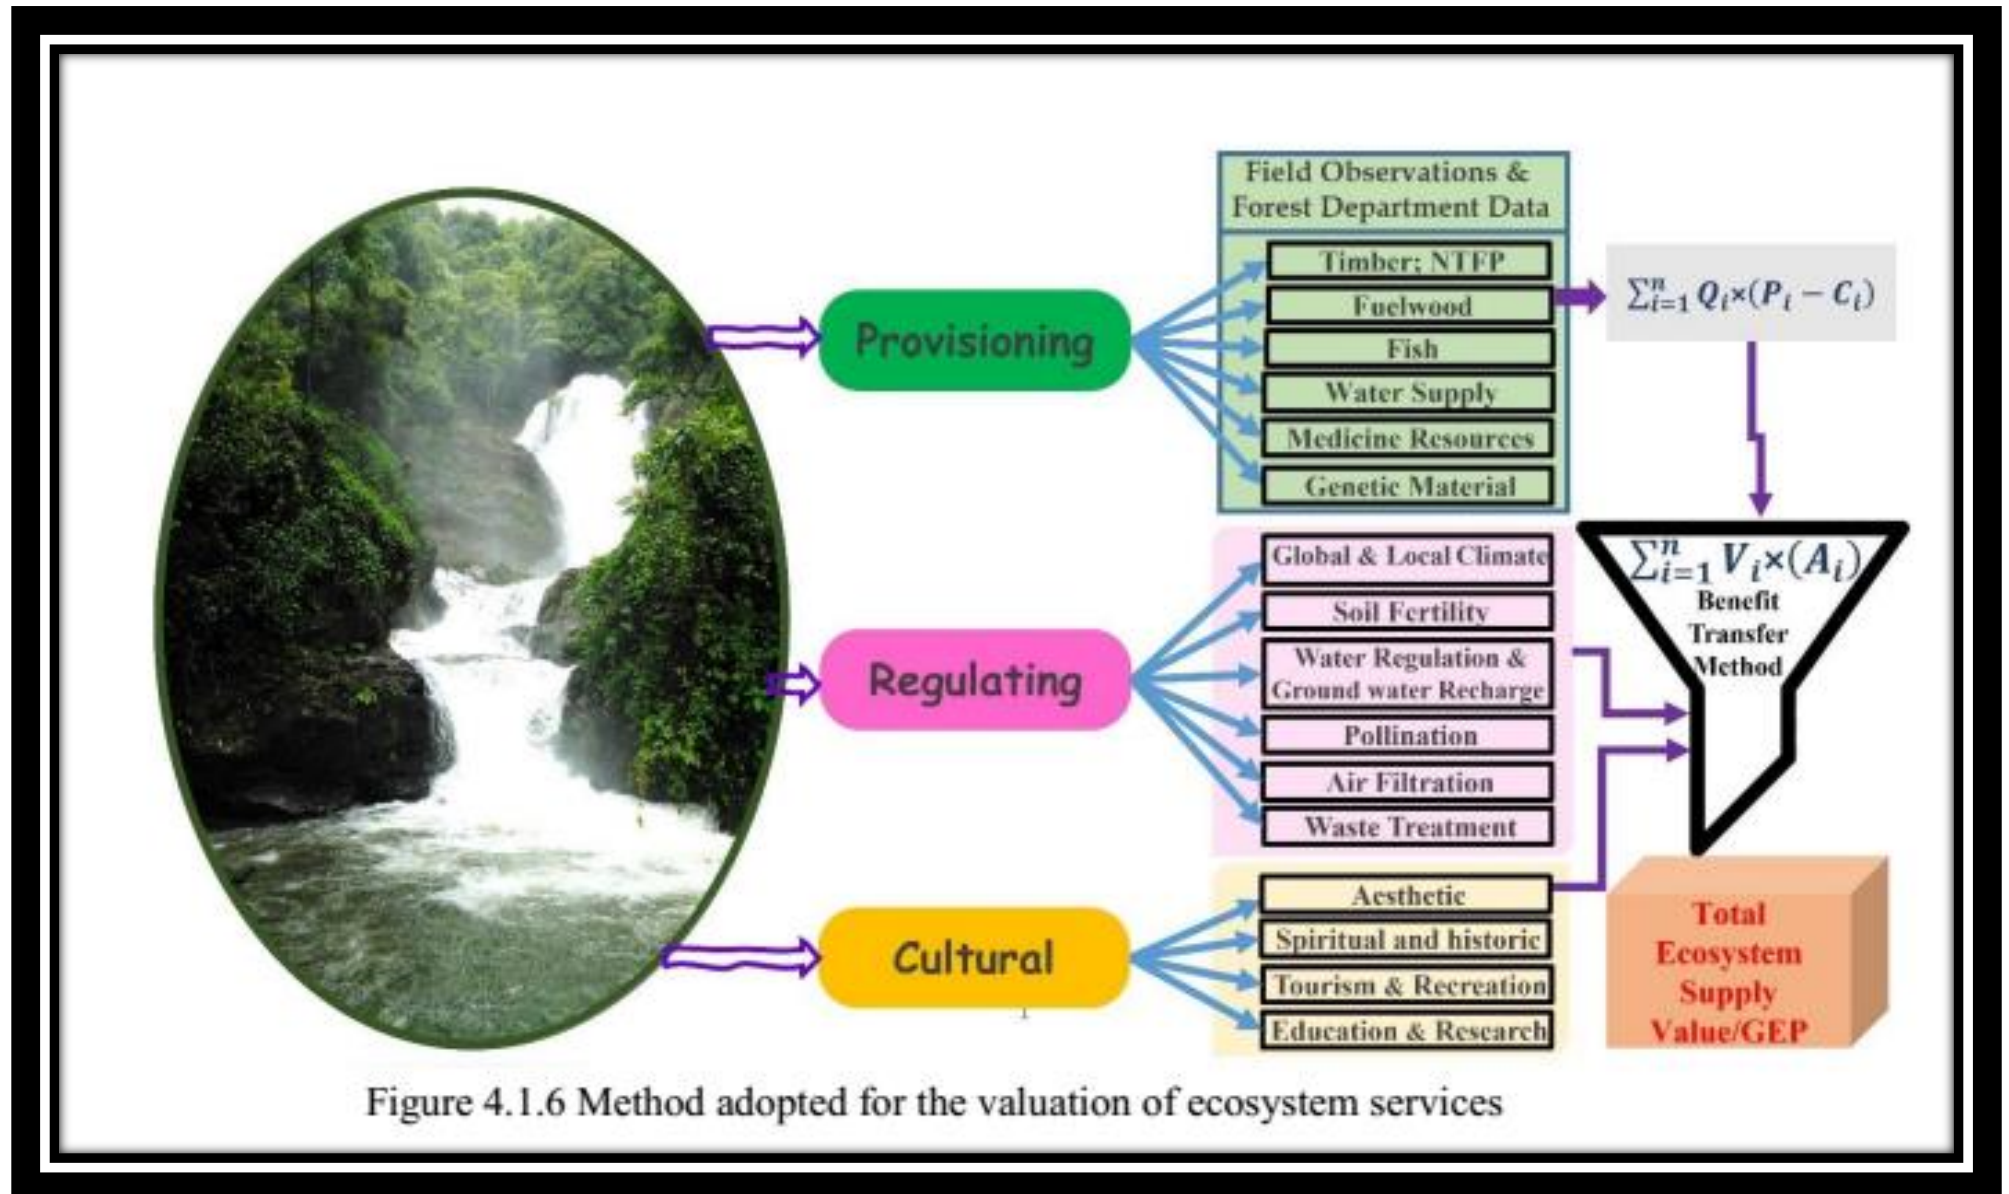 Field Observations &
Forest Department Data
Provisioning
Timber; NTFP
Fuelwood
Fish
Water Supply
Medicine Resources
Genetic Material
∑ⁿᵢ₌₁ Qᵢ×(Pᵢ − Cᵢ)
Regulating
Global & Local Climate
Soil Fertility
Water Regulation &
Ground water Recharge
Pollination
Air Filtration
Waste Treatment
∑ⁿᵢ₌₁ Vᵢ×(Aᵢ)
Benefit
Transfer
Method
Cultural
Aesthetic
Spiritual and historic
Tourism & Recreation
Education & Research
Total
Ecosystem
Supply
Value/GEP
Figure 4.1.6 Method adopted for the valuation of ecosystem services